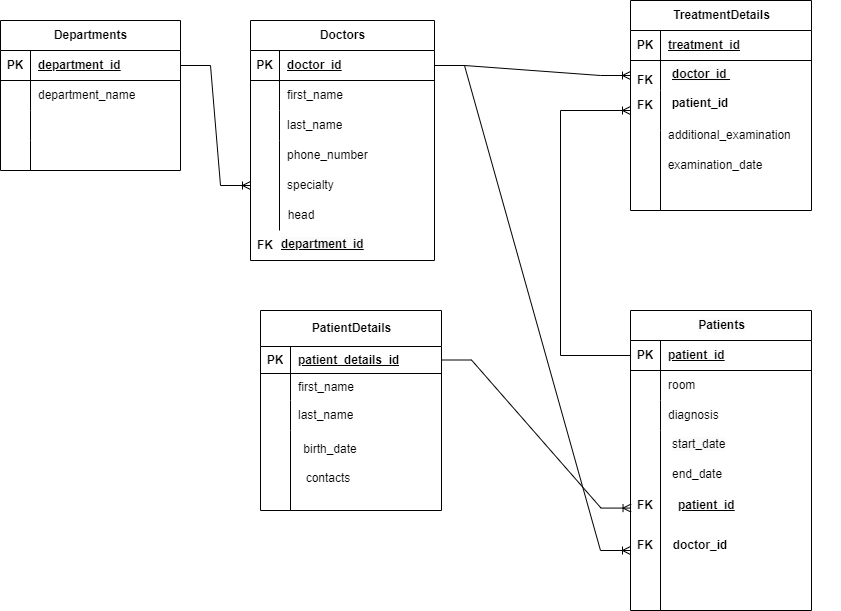 Departments
PK department_id
department_name
Doctors
PK doctor_id
first_name
last_name
phone_number
specialty
head
FK department_id
TreatmentDetails
PK treatment_id
FK doctor_id
FK patient_id
additional_examination
examination_date
PatientDetails
PK patient_details_id
first_name
last_name
birth_date
contacts
Patients
PK patient_id
room
diagnosis
start_date
end_date
FK patient_id
FK doctor_id